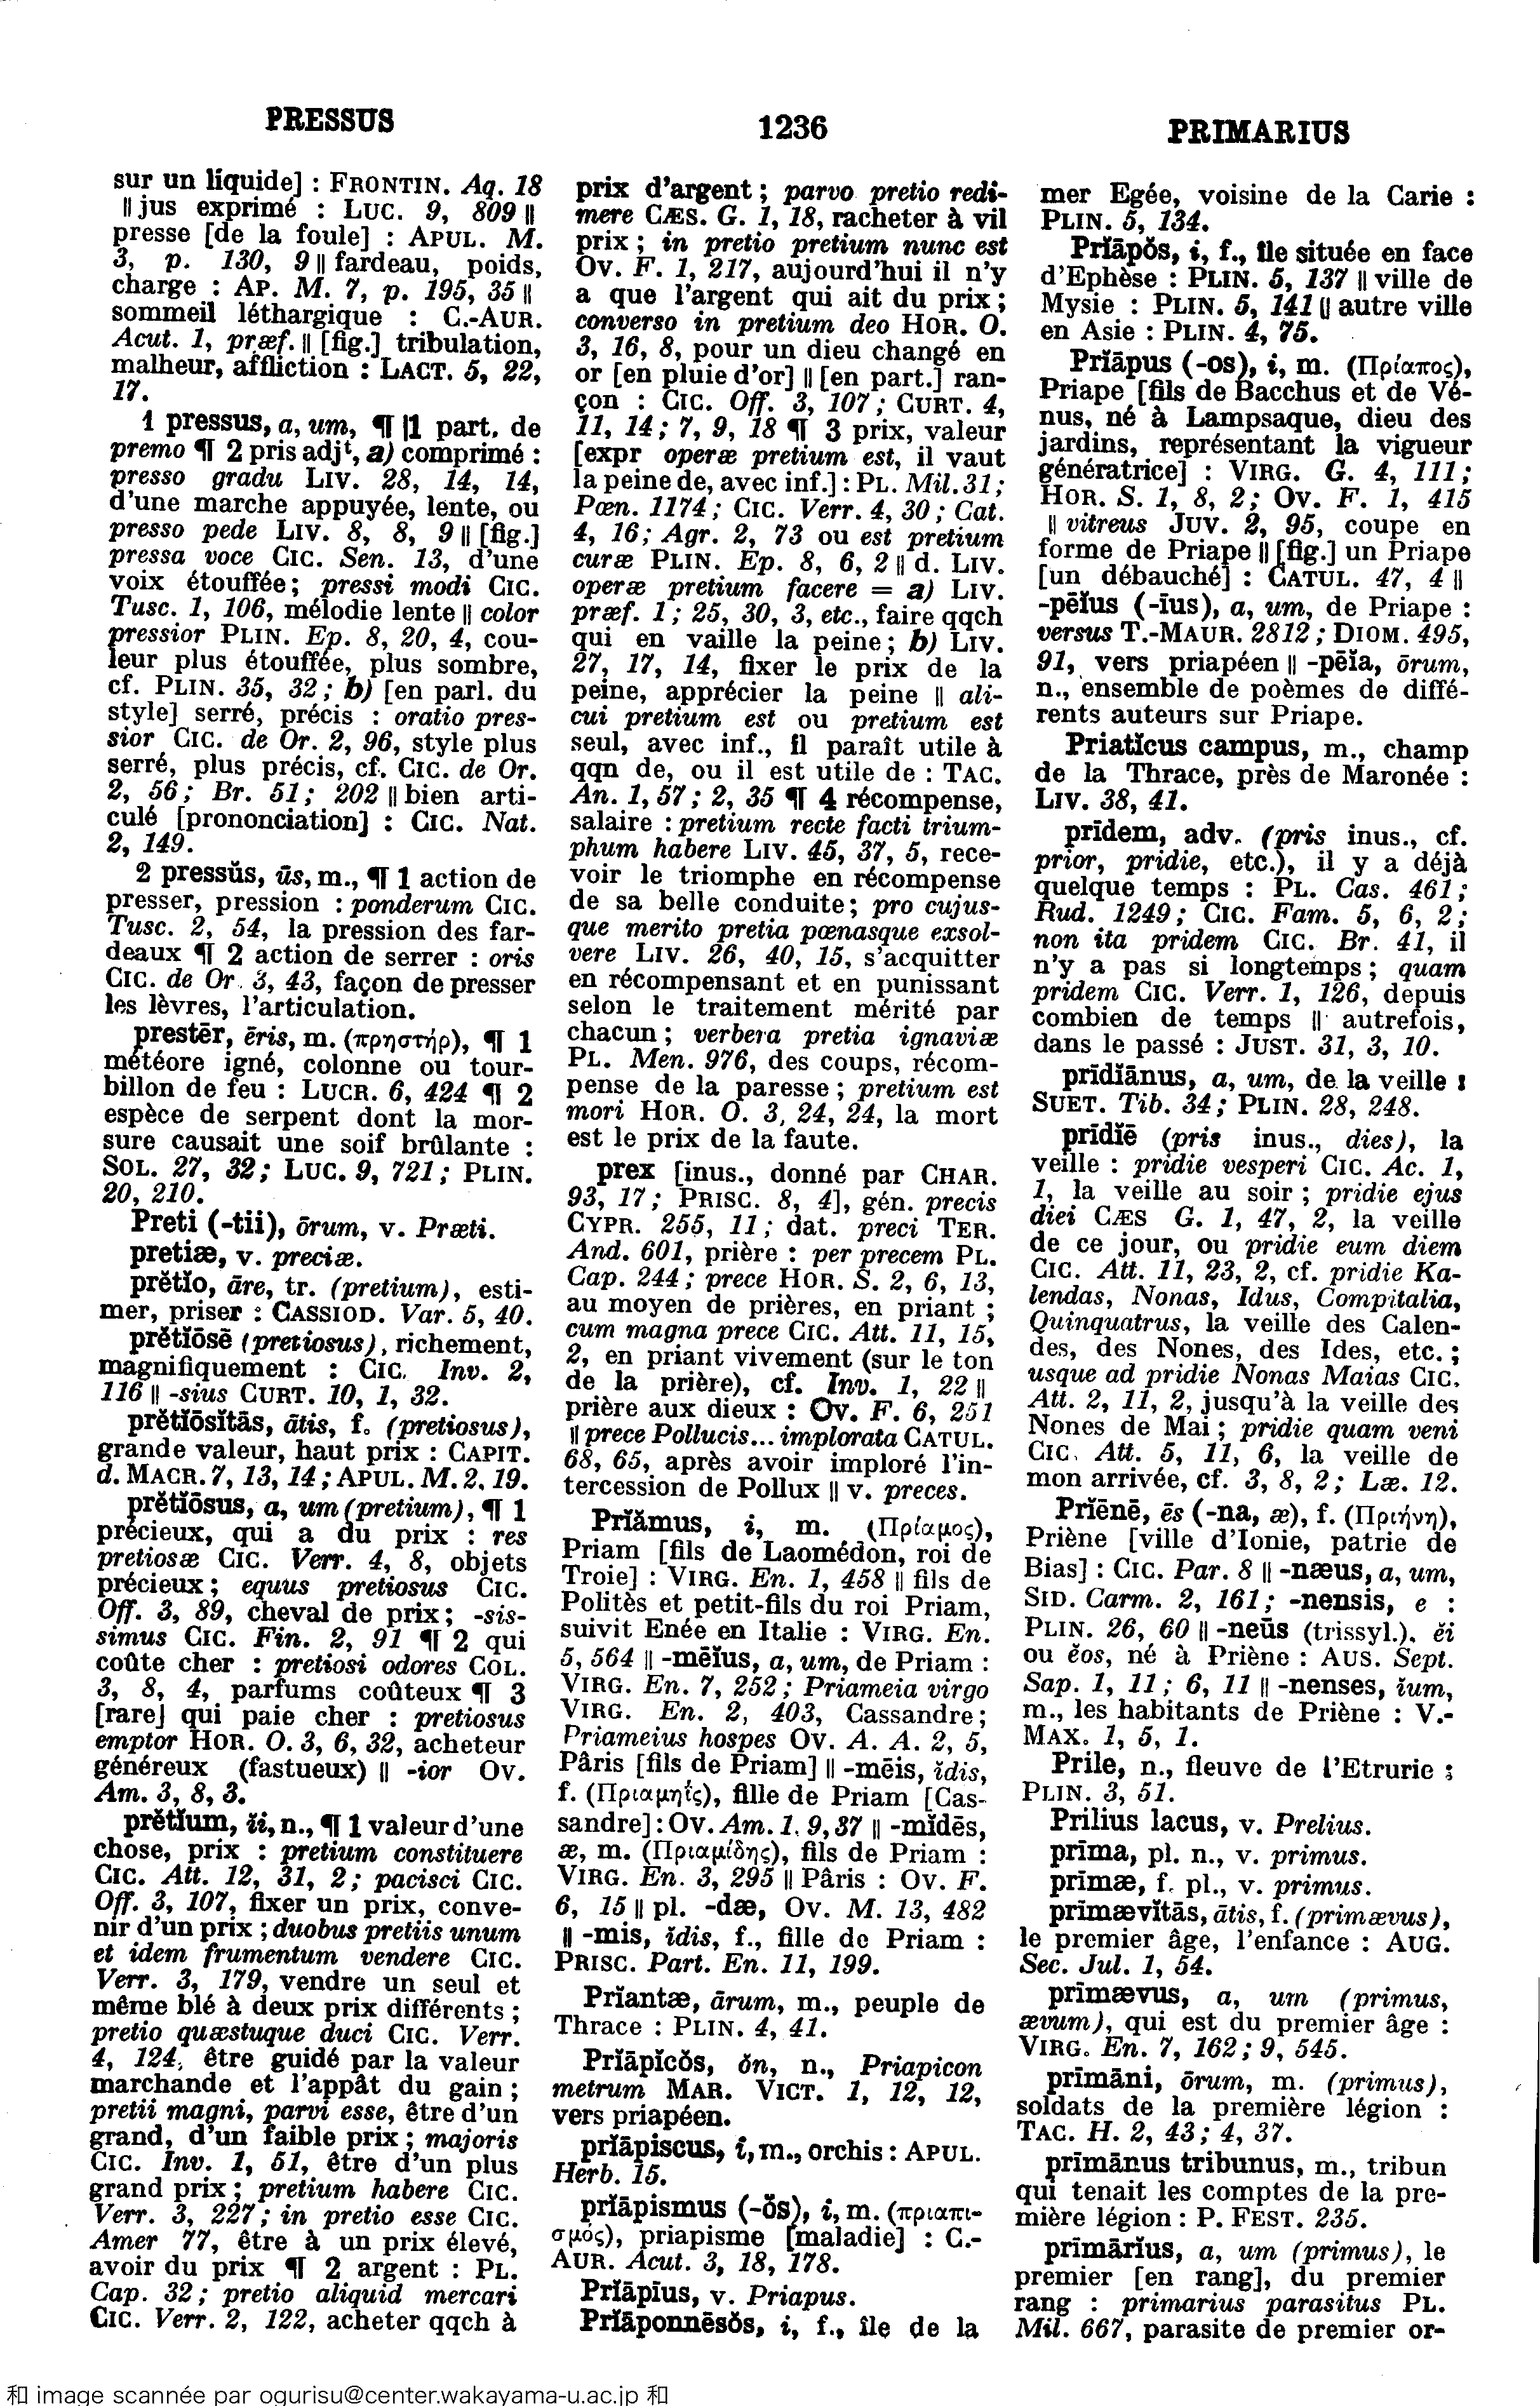 PRESSUS
1236
PRIMARIUS
sur un liquide] : FRONTIN. Aq. 18
‖ jus exprimé : LUC. 9, 809 ‖
presse [de la foule] : APUL. M.
3, p. 130, 9 ‖ fardeau, poids,
charge : AP. M. 7, p. 195, 35 ‖
sommeil léthargique : C.-AUR.
Acut. 1, præf. ‖ [fig.] tribulation,
malheur, affliction : LACT. 5, 22,
17.
1 pressus, a, um, ¶ |1 part. de
premo ¶ 2 pris adjᵗ, a) comprimé :
presso gradu LIV. 28, 14, 14,
d'une marche appuyée, lente, ou
presso pede LIV. 8, 8, 9 ‖ [fig.]
pressa voce CIC. Sen. 13, d'une
voix étouffée; pressi modi CIC.
Tusc. 1, 106, mélodie lente ‖ color
pressior PLIN. Ep. 8, 20, 4, cou-
leur plus étouffée, plus sombre,
cf. PLIN. 35, 32; b) [en parl. du
style] serré, précis : oratio pres-
sior CIC. de Or. 2, 96, style plus
serré, plus précis, cf. CIC. de Or.
2, 56; Br. 51; 202 ‖ bien arti-
culé [prononciation] : CIC. Nat.
2, 149.
2 pressŭs, ūs, m., ¶ 1 action de
presser, pression : ponderum CIC.
Tusc. 2, 54, la pression des far-
deaux ¶ 2 action de serrer : oris
CIC. de Or. 3, 43, façon de presser
les lèvres, l'articulation.
prestēr, ēris, m. (πρηστήρ), ¶ 1
météore igné, colonne ou tour-
billon de feu : LUCR. 6, 424 ¶ 2
espèce de serpent dont la mor-
sure causait une soif brûlante :
SOL. 27, 32; LUC. 9, 721; PLIN.
20, 210.
Preti (-tii), ōrum, v. Præti.
pretiæ, v. preciæ.
prĕtĭo, āre, tr. (pretium), esti-
mer, priser : CASSIOD. Var. 5, 40.
prĕtĭōsē (pretiosus), richement,
magnifiquement : CIC. Inv. 2,
116 ‖ -sius CURT. 10, 1, 32.
prĕtĭōsĭtās, ātis, f. (pretiosus),
grande valeur, haut prix : CAPIT.
d. MACR. 7, 13, 14; APUL. M. 2, 19.
prĕtĭōsus, a, um (pretium), ¶ 1
précieux, qui a du prix : res
pretiosæ CIC. Verr. 4, 8, objets
précieux; equus pretiosus CIC.
Off. 3, 89, cheval de prix; -sis-
simus CIC. Fin. 2, 91 ¶ 2 qui
coûte cher : pretiosi odores COL.
3, 8, 4, parfums coûteux ¶ 3
[rare] qui paie cher : pretiosus
emptor HOR. O. 3, 6, 32, acheteur
généreux (fastueux) ‖ -ior OV.
Am. 3, 8, 3.
prĕtĭum, ĭi, n., ¶ 1 valeur d'une
chose, prix : pretium constituere
CIC. Att. 12, 31, 2; pacisci CIC.
Off. 3, 107, fixer un prix, conve-
nir d'un prix; duobus pretiis unum
et idem frumentum vendere CIC.
Verr. 3, 179, vendre un seul et
même blé à deux prix différents;
pretio quæstuque duci CIC. Verr.
4, 124, être guidé par la valeur
marchande et l'appât du gain;
pretii magni, parvi esse, être d'un
grand, d'un faible prix; majoris
CIC. Inv. 1, 51, être d'un plus
grand prix; pretium habere CIC.
Verr. 3, 227; in pretio esse CIC.
Amer 77, être à un prix élevé,
avoir du prix ¶ 2 argent : PL.
Cap. 32; pretio aliquid mercari
CIC. Verr. 2, 122, acheter qqch à
prix d'argent; parvo pretio redi-
mere CÆS. G. 1, 18, racheter à vil
prix; in pretio pretium nunc est
OV. F. 1, 217, aujourd'hui il n'y
a que l'argent qui ait du prix;
converso in pretium deo HOR. O.
3, 16, 8, pour un dieu changé en
or [en pluie d'or] ‖ [en part.] ran-
çon : CIC. Off. 3, 107; CURT. 4,
11, 14; 7, 9, 18 ¶ 3 prix, valeur
[expr operæ pretium est, il vaut
la peine de, avec inf.] : PL. Mil. 31;
Pœn. 1174; CIC. Verr. 4, 30; Cat.
4, 16; Agr. 2, 73 ou est pretium
curæ PLIN. Ep. 8, 6, 2 ‖ d. LIV.
operæ pretium facere = a) LIV.
præf. 1; 25, 30, 3, etc., faire qqch
qui en vaille la peine; b) LIV.
27, 17, 14, fixer le prix de la
peine, apprécier la peine ‖ ali-
cui pretium est ou pretium est
seul, avec inf., il paraît utile à
qqn de, ou il est utile de : TAC.
An. 1, 57; 2, 35 ¶ 4 récompense,
salaire : pretium recte facti trium-
phum habere LIV. 45, 37, 5, rece-
voir le triomphe en récompense
de sa belle conduite; pro cujus-
que merito pretia pœnasque exsol-
vere LIV. 26, 40, 15, s'acquitter
en récompensant et en punissant
selon le traitement mérité par
chacun; verbera pretia ignaviæ
PL. Men. 976, des coups, récom-
pense de la paresse; pretium est
mori HOR. O. 3, 24, 24, la mort
est le prix de la faute.
prex [inus., donné par CHAR.
93, 17; PRISC. 8, 4], gén. precis
CYPR. 255, 11; dat. preci TER.
And. 601, prière : per precem PL.
Cap. 244; prece HOR. S. 2, 6, 13,
au moyen de prières, en priant;
cum magna prece CIC. Att. 11, 15,
2, en priant vivement (sur le ton
de la prière), cf. Inv. 1, 22 ‖
prière aux dieux : OV. F. 6, 251
‖ prece Pollucis... implorata CATUL.
68, 65, après avoir imploré l'in-
tercession de Pollux ‖ v. preces.
Prĭămus, i, m. (Πρίαμος),
Priam [fils de Laomédon, roi de
Troie] : VIRG. En. 1, 458 ‖ fils de
Politès et petit-fils du roi Priam,
suivit Enée en Italie : VIRG. En.
5, 564 ‖ -mēĭus, a, um, de Priam :
VIRG. En. 7, 252; Priameia virgo
VIRG. En. 2, 403, Cassandre;
Priameius hospes OV. A. A. 2, 5,
Pâris [fils de Priam] ‖ -mēis, ĭdis,
f. (Πριαμηΐς), fille de Priam [Cas-
sandre] : OV. Am. 1, 9, 37 ‖ -mĭdēs,
æ, m. (Πριαμίδης), fils de Priam :
VIRG. En. 3, 295 ‖ Pâris : OV. F.
6, 15 ‖ pl. -dæ, OV. M. 13, 482
‖ -mis, ĭdis, f., fille de Priam :
PRISC. Part. En. 11, 199.
Prĭantæ, ārum, m., peuple de
Thrace : PLIN. 4, 41.
Prĭāpĭcŏs, ŏn, n., Priapicon
metrum MAR. VICT. 1, 12, 12,
vers priapéen.
prĭāpiscus, i, m., orchis : APUL.
Herb. 15.
prĭāpismus (-ŏs), i, m. (πριαπι-
σμός), priapisme [maladie] : C.-
AUR. Acut. 3, 18, 178.
Prĭāpĭus, v. Priapus.
Prĭāponnēsŏs, i, f., île de la
mer Egée, voisine de la Carie :
PLIN. 5, 134.
Prĭāpŏs, i, f., île située en face
d'Ephèse : PLIN. 5, 137 ‖ ville de
Mysie : PLIN. 5, 141 ‖ autre ville
en Asie : PLIN. 4, 75.
Prĭāpus (-os), i, m. (Πρίαπος),
Priape [fils de Bacchus et de Vé-
nus, né à Lampsaque, dieu des
jardins, représentant la vigueur
génératrice] : VIRG. G. 4, 111;
HOR. S. 1, 8, 2; OV. F. 1, 415
‖ vitreus JUV. 2, 95, coupe en
forme de Priape ‖ [fig.] un Priape
[un débauché] : CATUL. 47, 4 ‖
-pēĭus (-īus), a, um, de Priape :
versus T.-MAUR. 2812; DIOM. 495,
91, vers priapéen ‖ -pēĭa, ōrum,
n., ensemble de poèmes de diffé-
rents auteurs sur Priape.
Priatĭcus campus, m., champ
de la Thrace, près de Maronée :
LIV. 38, 41.
prīdem, adv. (pris inus., cf.
prior, pridie, etc.), il y a déjà
quelque temps : PL. Cas. 461;
Rud. 1249; CIC. Fam. 5, 6, 2;
non ita pridem CIC. Br. 41, il
n'y a pas si longtemps; quam
pridem CIC. Verr. 1, 126, depuis
combien de temps ‖ autrefois,
dans le passé : JUST. 31, 3, 10.
prīdĭānus, a, um, de la veille :
SUET. Tib. 34; PLIN. 28, 248.
prīdĭē (pris inus., dies), la
veille : pridie vesperi CIC. Ac. 1,
1, la veille au soir; pridie ejus
diei CÆS G. 1, 47, 2, la veille
de ce jour, ou pridie eum diem
CIC. Att. 11, 23, 2, cf. pridie Ka-
lendas, Nonas, Idus, Compitalia,
Quinquatrus, la veille des Calen-
des, des Nones, des Ides, etc.;
usque ad pridie Nonas Maias CIC.
Att. 2, 11, 2, jusqu'à la veille des
Nones de Mai; pridie quam veni
CIC. Att. 5, 11, 6, la veille de
mon arrivée, cf. 3, 8, 2; Læ. 12.
Prĭēnē, ēs (-na, æ), f. (Πριήνη),
Priène [ville d'Ionie, patrie de
Bias] : CIC. Par. 8 ‖ -næus, a, um,
SID. Carm. 2, 161; -nensis, e :
PLIN. 26, 60 ‖ -neūs (trissyl.), ĕi
ou ĕos, né à Priène : AUS. Sept.
Sap. 1, 11; 6, 11 ‖ -nenses, ĭum,
m., les habitants de Priène : V.-
MAX. 1, 5, 1.
Prile, n., fleuve de l'Etrurie :
PLIN. 3, 51.
Prilius lacus, v. Prelius.
prīma, pl. n., v. primus.
prīmæ, f. pl., v. primus.
prīmævĭtās, ātis, f. (primævus),
le premier âge, l'enfance : AUG.
Sec. Jul. 1, 54.
prīmævus, a, um (primus,
ævum), qui est du premier âge :
VIRG. En. 7, 162; 9, 545.
prīmāni, ōrum, m. (primus),
soldats de la première légion :
TAC. H. 2, 43; 4, 37.
prīmānus tribunus, m., tribun
qui tenait les comptes de la pre-
mière légion : P. FEST. 235.
prīmārĭus, a, um (primus), le
premier [en rang], du premier
rang : primarius parasitus PL.
Mil. 667, parasite de premier or-
和 image scannée par ogurisu@center.wakayama-u.ac.jp 和